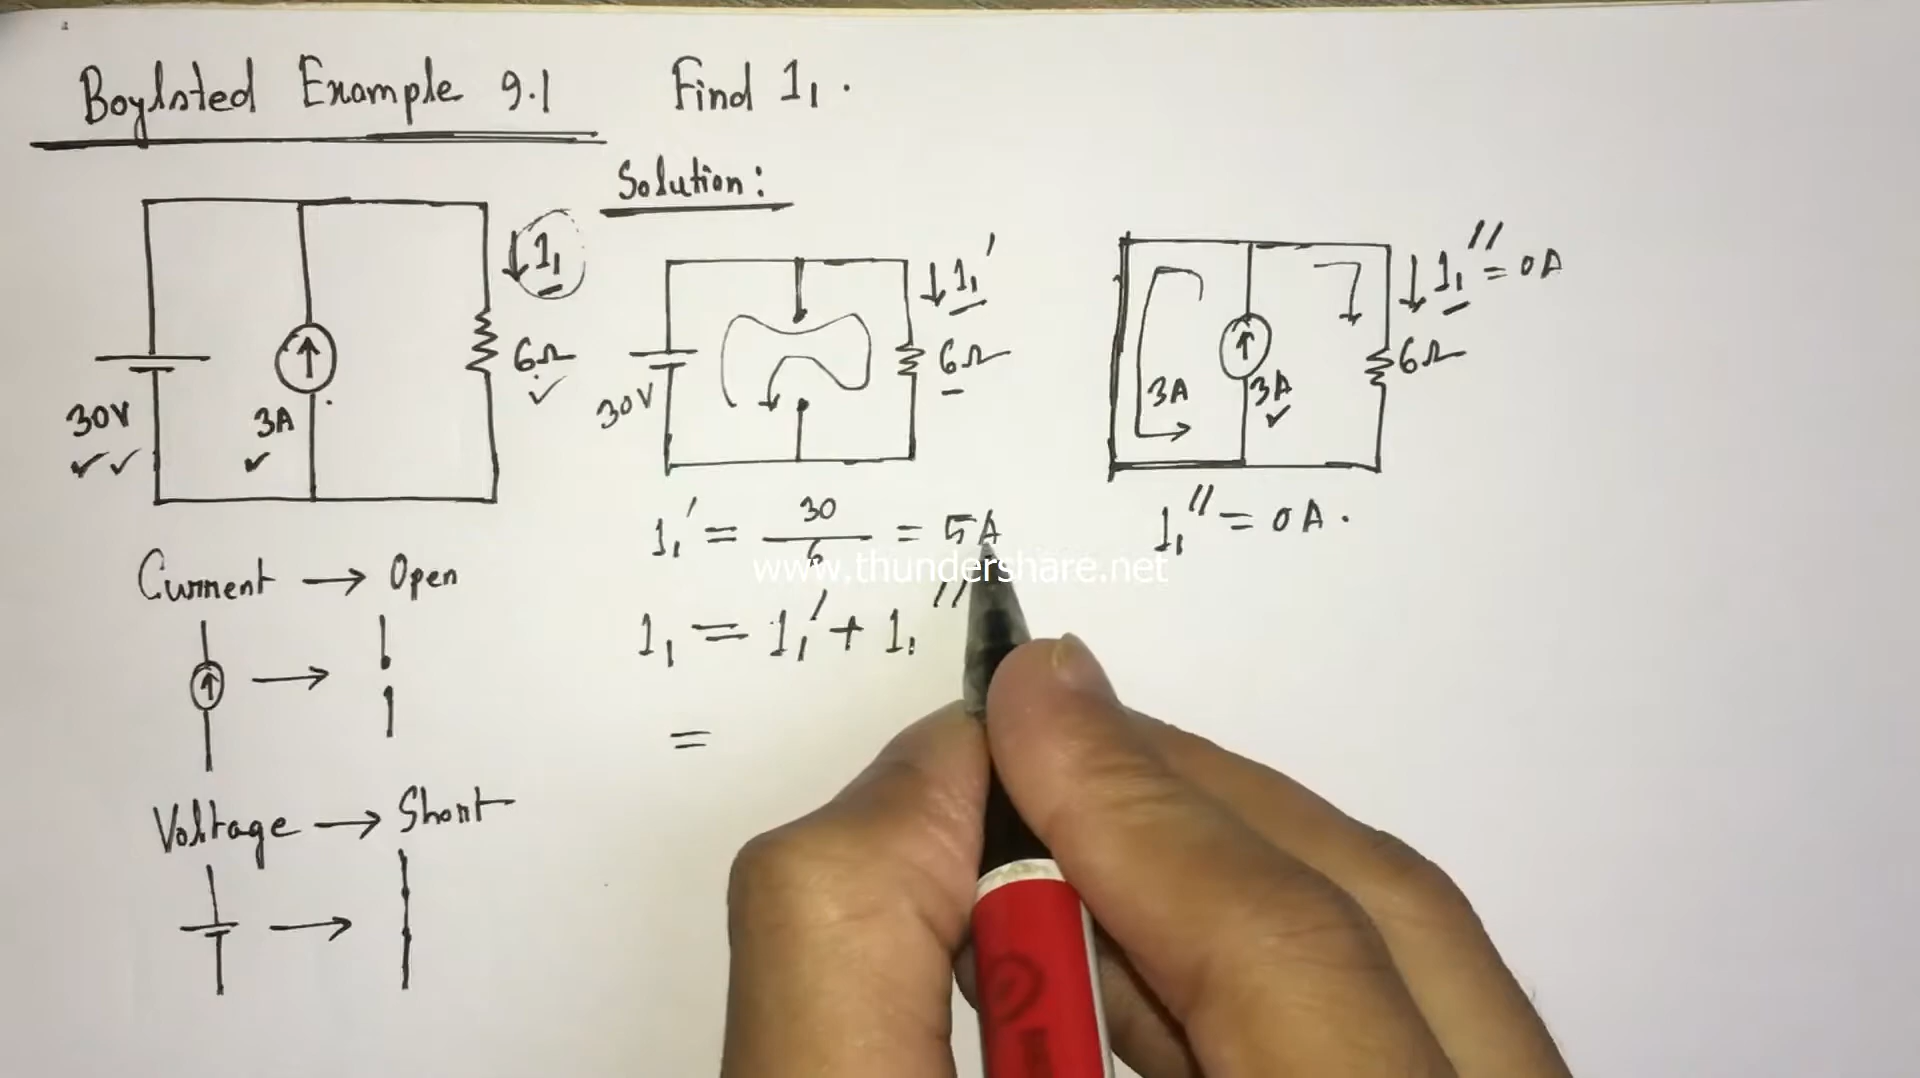 Boylsted Example 9.1
Find I₁.
Solution:
I₁
6Ω
30V
3A
I₁'
6Ω
30V
I₁'' = 0A
6Ω
3A
3A
I₁' = 30/6 = 5A
I₁'' = 0A.
www.thundershare.net
I₁ = I₁' + I₁''
=
Current → Open
Voltage → Short